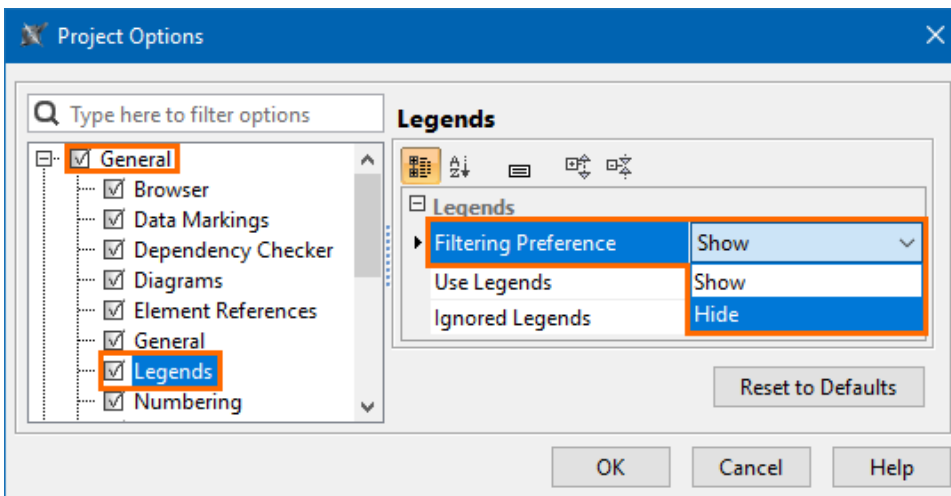 Project Options
Type here to filter options
General
Browser
Data Markings
Dependency Checker
Diagrams
Element References
General
Legends
Numbering
Legends
Legends
Filtering Preference Show
Use Legends Show
Ignored Legends Hide
Reset to Defaults
OK Cancel Help